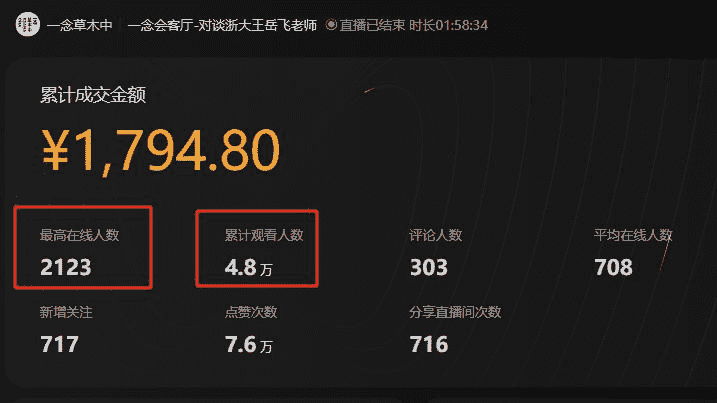 一念草木中 | 一念会客厅-对谈浙大王岳飞老师 直播已结束 时长01:58:34
累计成交金额
¥1,794.80
最高在线人数 累计观看人数 评论人数 平均在线人数
2123 4.8万 303 708
新增关注 点赞次数 分享直播间次数
717 7.6万 716